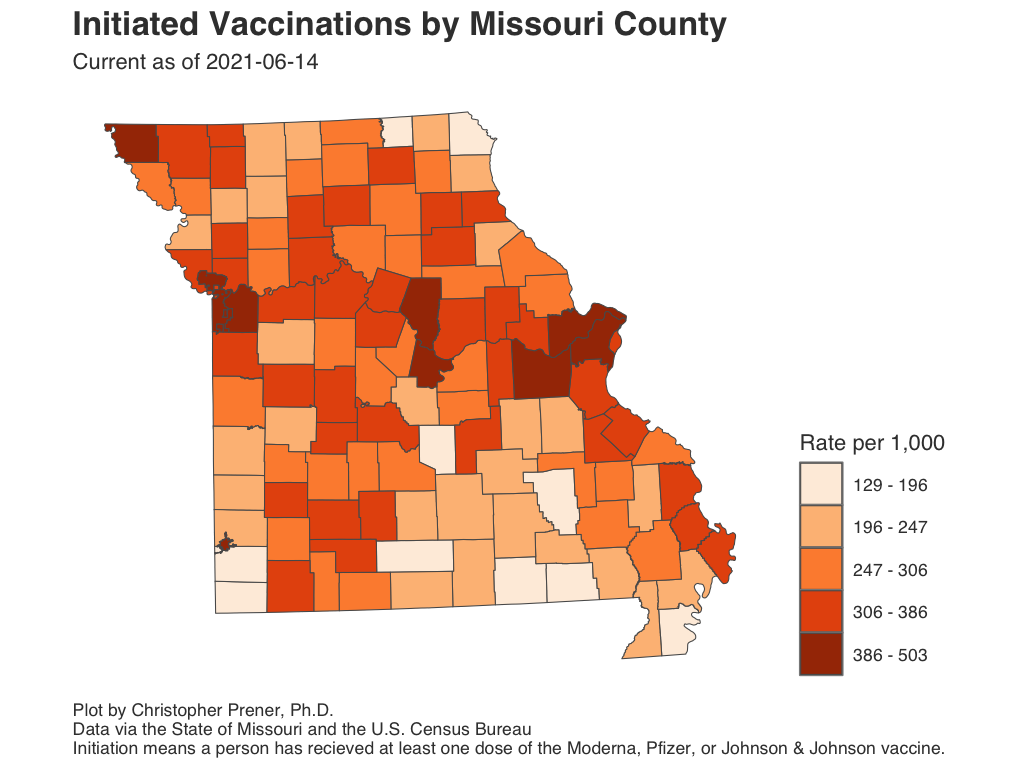 Initiated Vaccinations by Missouri County
Current as of 2021-06-14
Rate per 1,000
129 - 196
196 - 247
247 - 306
306 - 386
386 - 503
Plot by Christopher Prener, Ph.D.
Data via the State of Missouri and the U.S. Census Bureau
Initiation means a person has recieved at least one dose of the Moderna, Pfizer, or Johnson & Johnson vaccine.